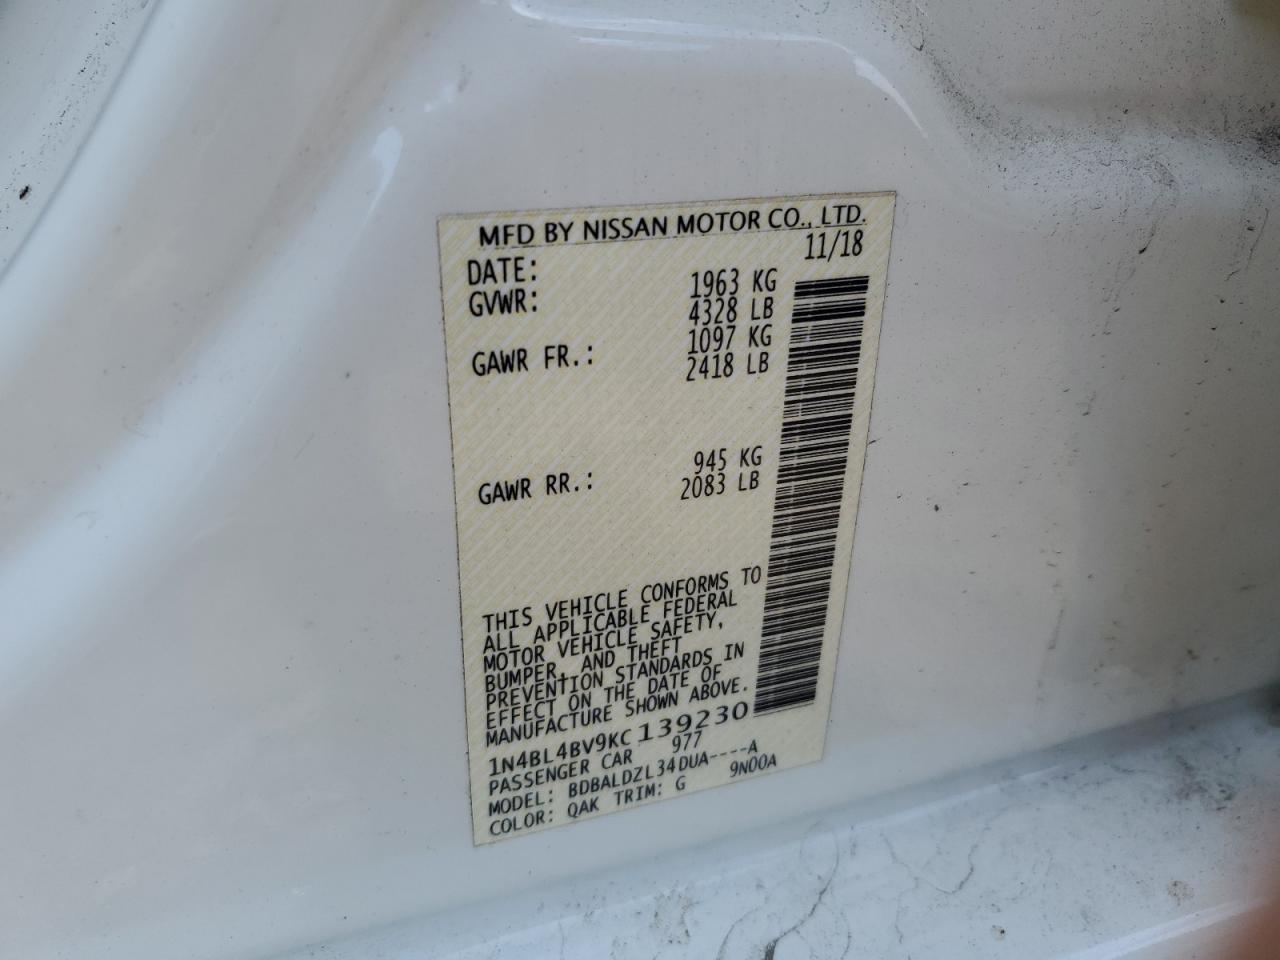 MFD BY NISSAN MOTOR CO., LTD.
DATE: 11/18
GVWR: 1963 KG
4328 LB
GAWR FR.: 1097 KG
2418 LB
GAWR RR.: 945 KG
2083 LB
THIS VEHICLE CONFORMS TO
ALL APPLICABLE FEDERAL
MOTOR VEHICLE SAFETY,
BUMPER, AND THEFT
PREVENTION STANDARDS IN
EFFECT ON THE DATE OF
MANUFACTURE SHOWN ABOVE.
1N4BL4BV9KC139230
PASSENGER CAR 977
MODEL: BDBALDZL34DUA----A
COLOR: QAK TRIM: G 9N00A